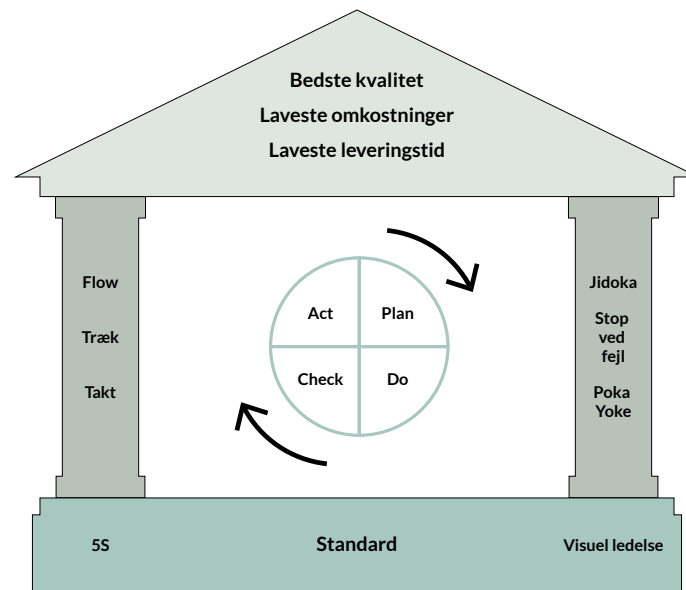 Bedste kvalitet
Laveste omkostninger
Laveste leveringstid
Flow
Træk
Takt
Act
Plan
Check
Do
Jidoka
Stop
ved
fejl
Poka
Yoke
5S
Standard
Visuel ledelse